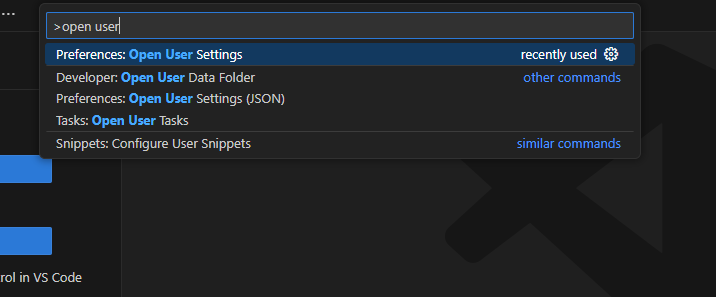 ...
>open user
Preferences: Open User Settings recently used
Developer: Open User Data Folder other commands
Preferences: Open User Settings (JSON)
Tasks: Open User Tasks
Snippets: Configure User Snippets similar commands
rol in VS Code